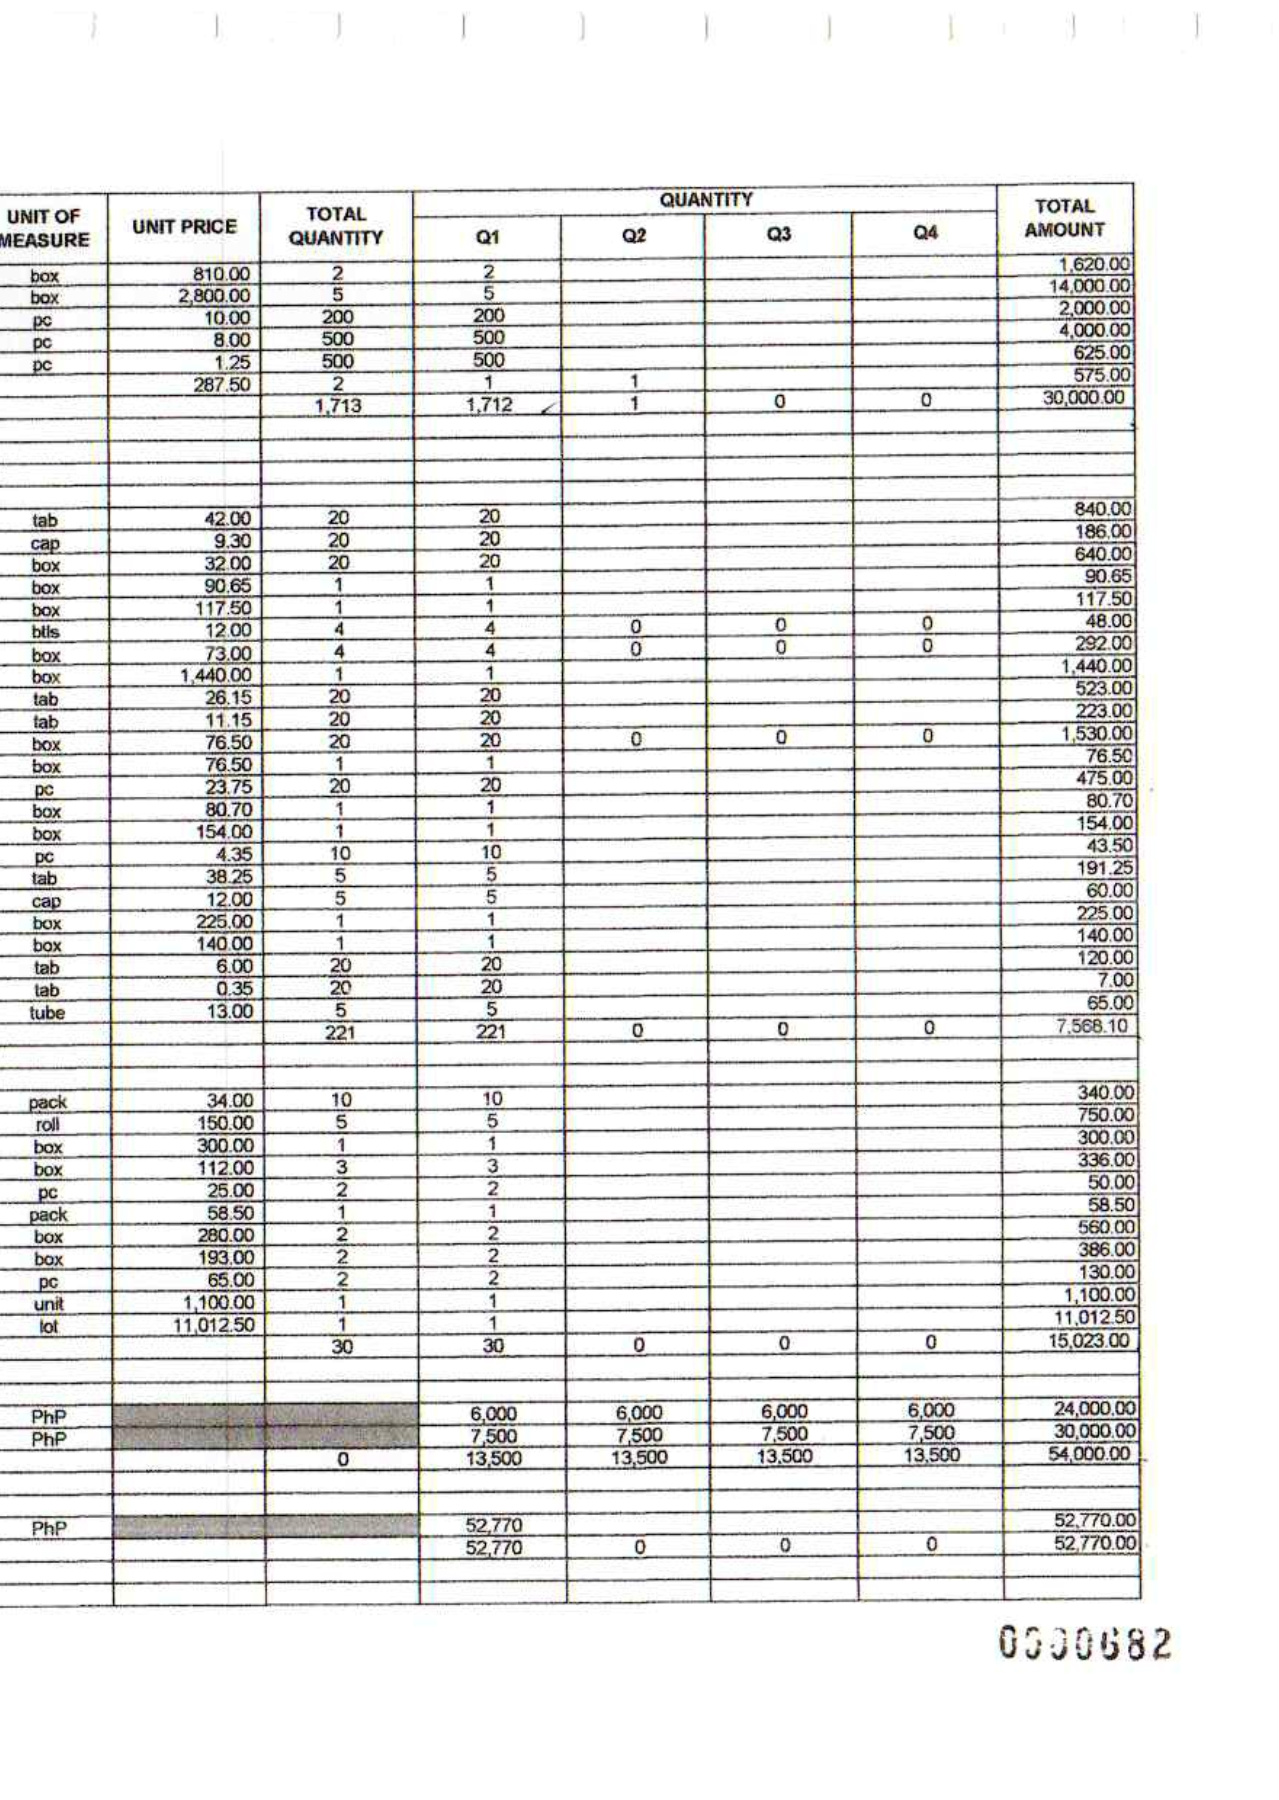 UNIT OF MEASURE UNIT PRICE TOTAL QUANTITY QUANTITY TOTAL AMOUNT
Q1 Q2 Q3 Q4
box 810.00 2 2 1,620.00
box 2,800.00 5 5 14,000.00
pc 10.00 200 200 2,000.00
pc 8.00 500 500 4,000.00
pc 1.25 500 500 625.00
287.50 2 1 1 575.00
1,713 1,712 1 0 0 30,000.00
tab 42.00 20 20 840.00
cap 9.30 20 20 186.00
box 32.00 20 20 640.00
box 90.65 1 1 90.65
box 117.50 1 1 117.50
btls 12.00 4 4 0 0 0 48.00
box 73.00 4 4 0 0 0 292.00
box 1,440.00 1 1 1,440.00
tab 26.15 20 20 523.00
tab 11.15 20 20 223.00
box 76.50 20 20 0 0 0 1,530.00
box 76.50 1 1 76.50
pc 23.75 20 20 475.00
box 80.70 1 1 80.70
box 154.00 1 1 154.00
pc 4.35 10 10 43.50
tab 38.25 5 5 191.25
cap 12.00 5 5 60.00
box 225.00 1 1 225.00
box 140.00 1 1 140.00
tab 6.00 20 20 120.00
tab 0.35 20 20 7.00
tube 13.00 5 5 65.00
221 221 0 0 0 7,568.10
pack 34.00 10 10 340.00
roll 150.00 5 5 750.00
box 300.00 1 1 300.00
box 112.00 3 3 336.00
pc 25.00 2 2 50.00
pack 58.50 1 1 58.50
box 280.00 2 2 560.00
box 193.00 2 2 386.00
pc 65.00 2 2 130.00
unit 1,100.00 1 1 1,100.00
lot 11,012.50 1 1 11,012.50
30 30 0 0 0 15,023.00
PhP 6,000 6,000 6,000 6,000 24,000.00
PhP 7,500 7,500 7,500 7,500 30,000.00
0 13,500 13,500 13,500 13,500 54,000.00
PhP 52,770 52,770.00
52,770 0 0 0 52,770.00
0000682